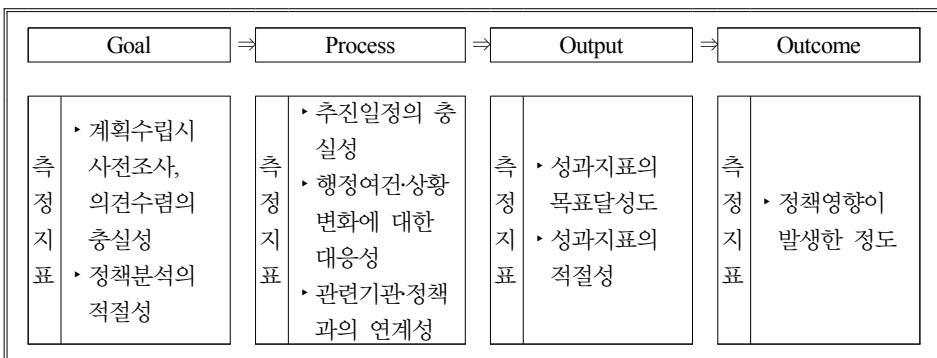 Goal ⇒ Process ⇒ Output ⇒ Outcome
측정지표
‣ 계획수립시
사전조사,
의견수렴의
충실성
‣ 정책분석의
적절성
측정지표
‣ 추진일정의 충
실성
‣ 행정여건·상황
변화에 대한
대응성
‣ 관련기관·정책
과의 연계성
측정지표
‣ 성과지표의
목표달성도
‣ 성과지표의
적절성
측정지표
‣ 정책영향이
발생한 정도